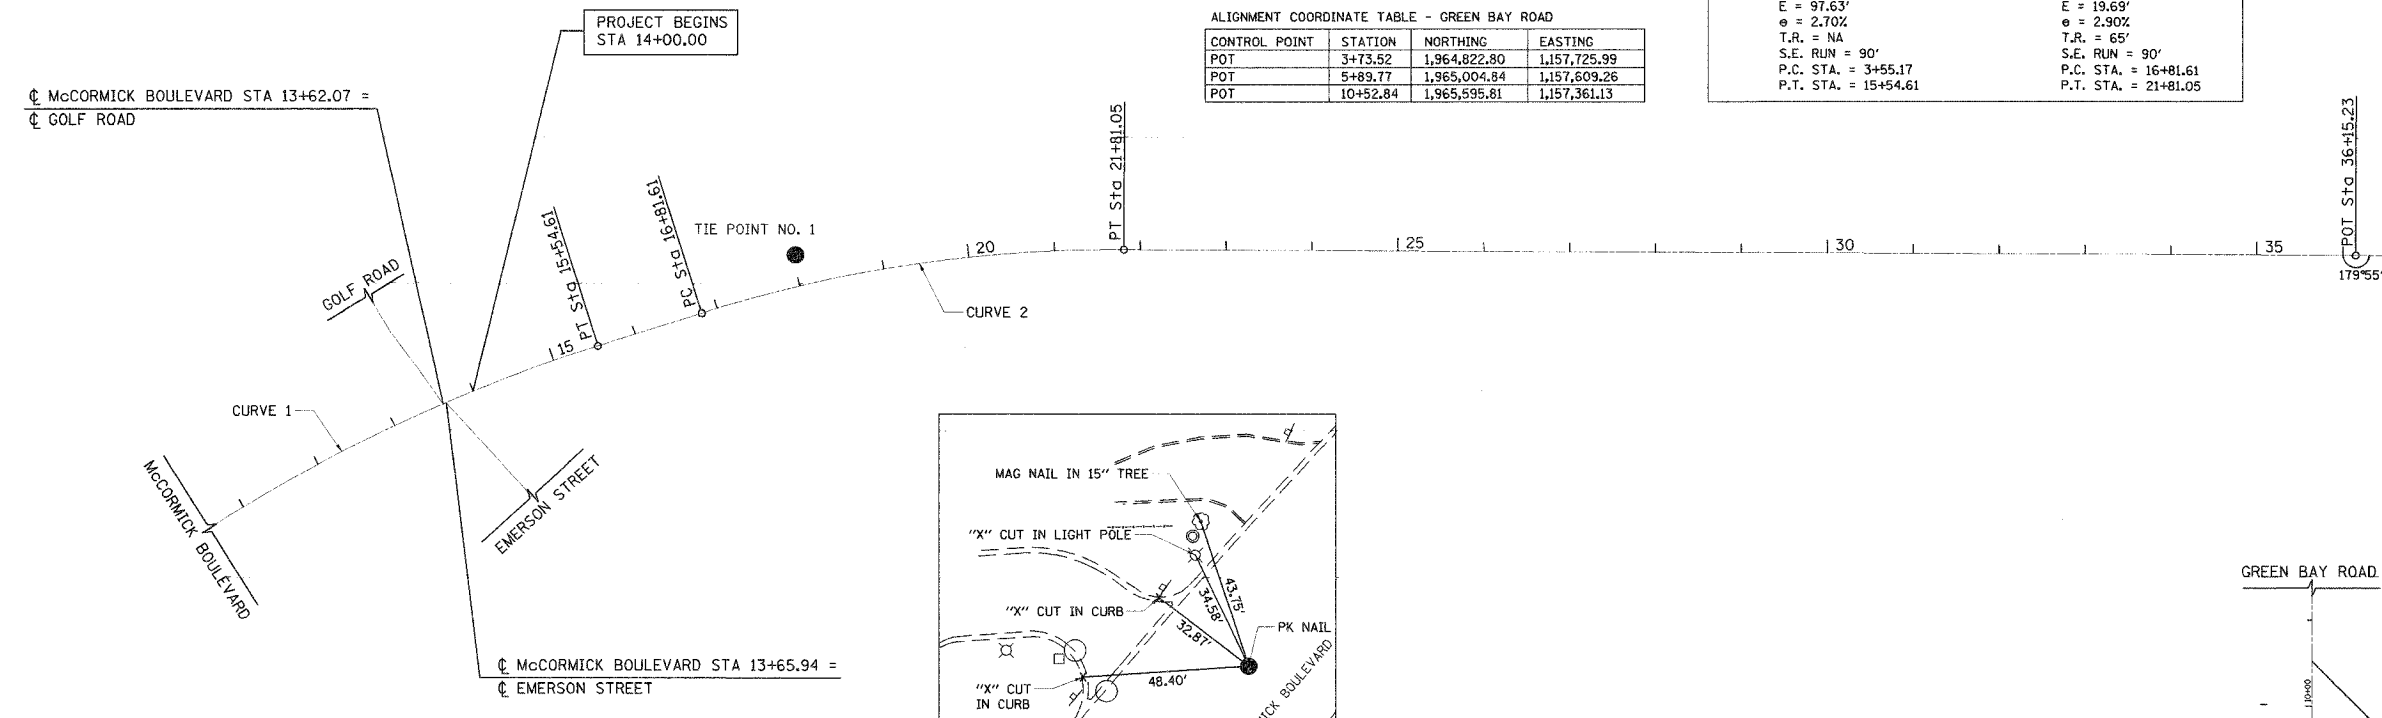 PROJECT BEGINS
STA 14+00.00
℄ McCORMICK BOULEVARD STA 13+62.07 =
℄ GOLF ROAD
ALIGNMENT COORDINATE TABLE - GREEN BAY ROAD
CONTROL POINT STATION NORTHING EASTING
POT 3+73.52 1,964,822.80 1,157,725.99
POT 5+89.77 1,965,004.84 1,157,609.26
POT 10+52.84 1,965,595.81 1,157,361.13
E = 97.63' E = 19.69'
e = 2.70% e = 2.90%
T.R. = NA T.R. = 65'
S.E. RUN = 90' S.E. RUN = 90'
P.C. STA. = 3+55.17 P.C. STA. = 16+81.61
P.T. STA. = 15+54.61 P.T. STA. = 21+81.05
PT Sta 15+54.61
PC Sta 16+81.61
TIE POINT NO. 1
PT Sta 21+81.05
POT Sta 36+15.23
179°55'
15
20
25
30
35
GOLF ROAD
CURVE 1
CURVE 2
McCORMICK BOULEVARD
EMERSON STREET
℄ McCORMICK BOULEVARD STA 13+65.94 =
℄ EMERSON STREET
MAG NAIL IN 15" TREE
"X" CUT IN LIGHT POLE
"X" CUT IN CURB
"X" CUT
IN CURB
43.75'
34.58'
32.87'
48.40'
PK NAIL
ICK BOULEVARD
GREEN BAY ROAD